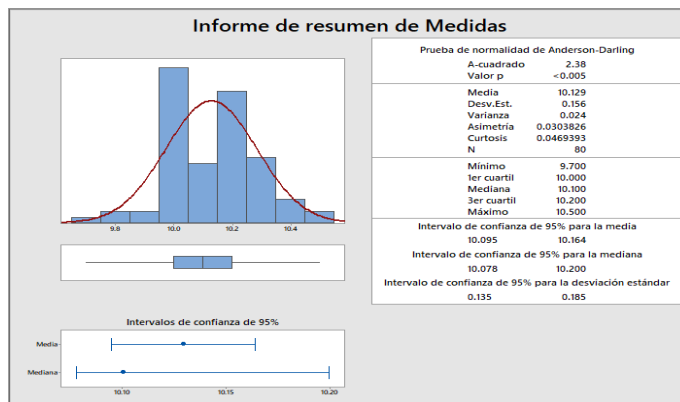 Informe de resumen de Medidas
9.8 10.0 10.2 10.4
Intervalos de confianza de 95%
Media
Mediana
10.10 10.15 10.20
Prueba de normalidad de Anderson-Darling
A-cuadrado 2.38
Valor p <0.005
Media 10.129
Desv.Est. 0.156
Varianza 0.024
Asimetría 0.0303826
Curtosis 0.0469393
N 80
Mínimo 9.700
1er cuartil 10.000
Mediana 10.100
3er cuartil 10.200
Máximo 10.500
Intervalo de confianza de 95% para la media
10.095 10.164
Intervalo de confianza de 95% para la mediana
10.078 10.200
Intervalo de confianza de 95% para la desviación estándar
0.135 0.185